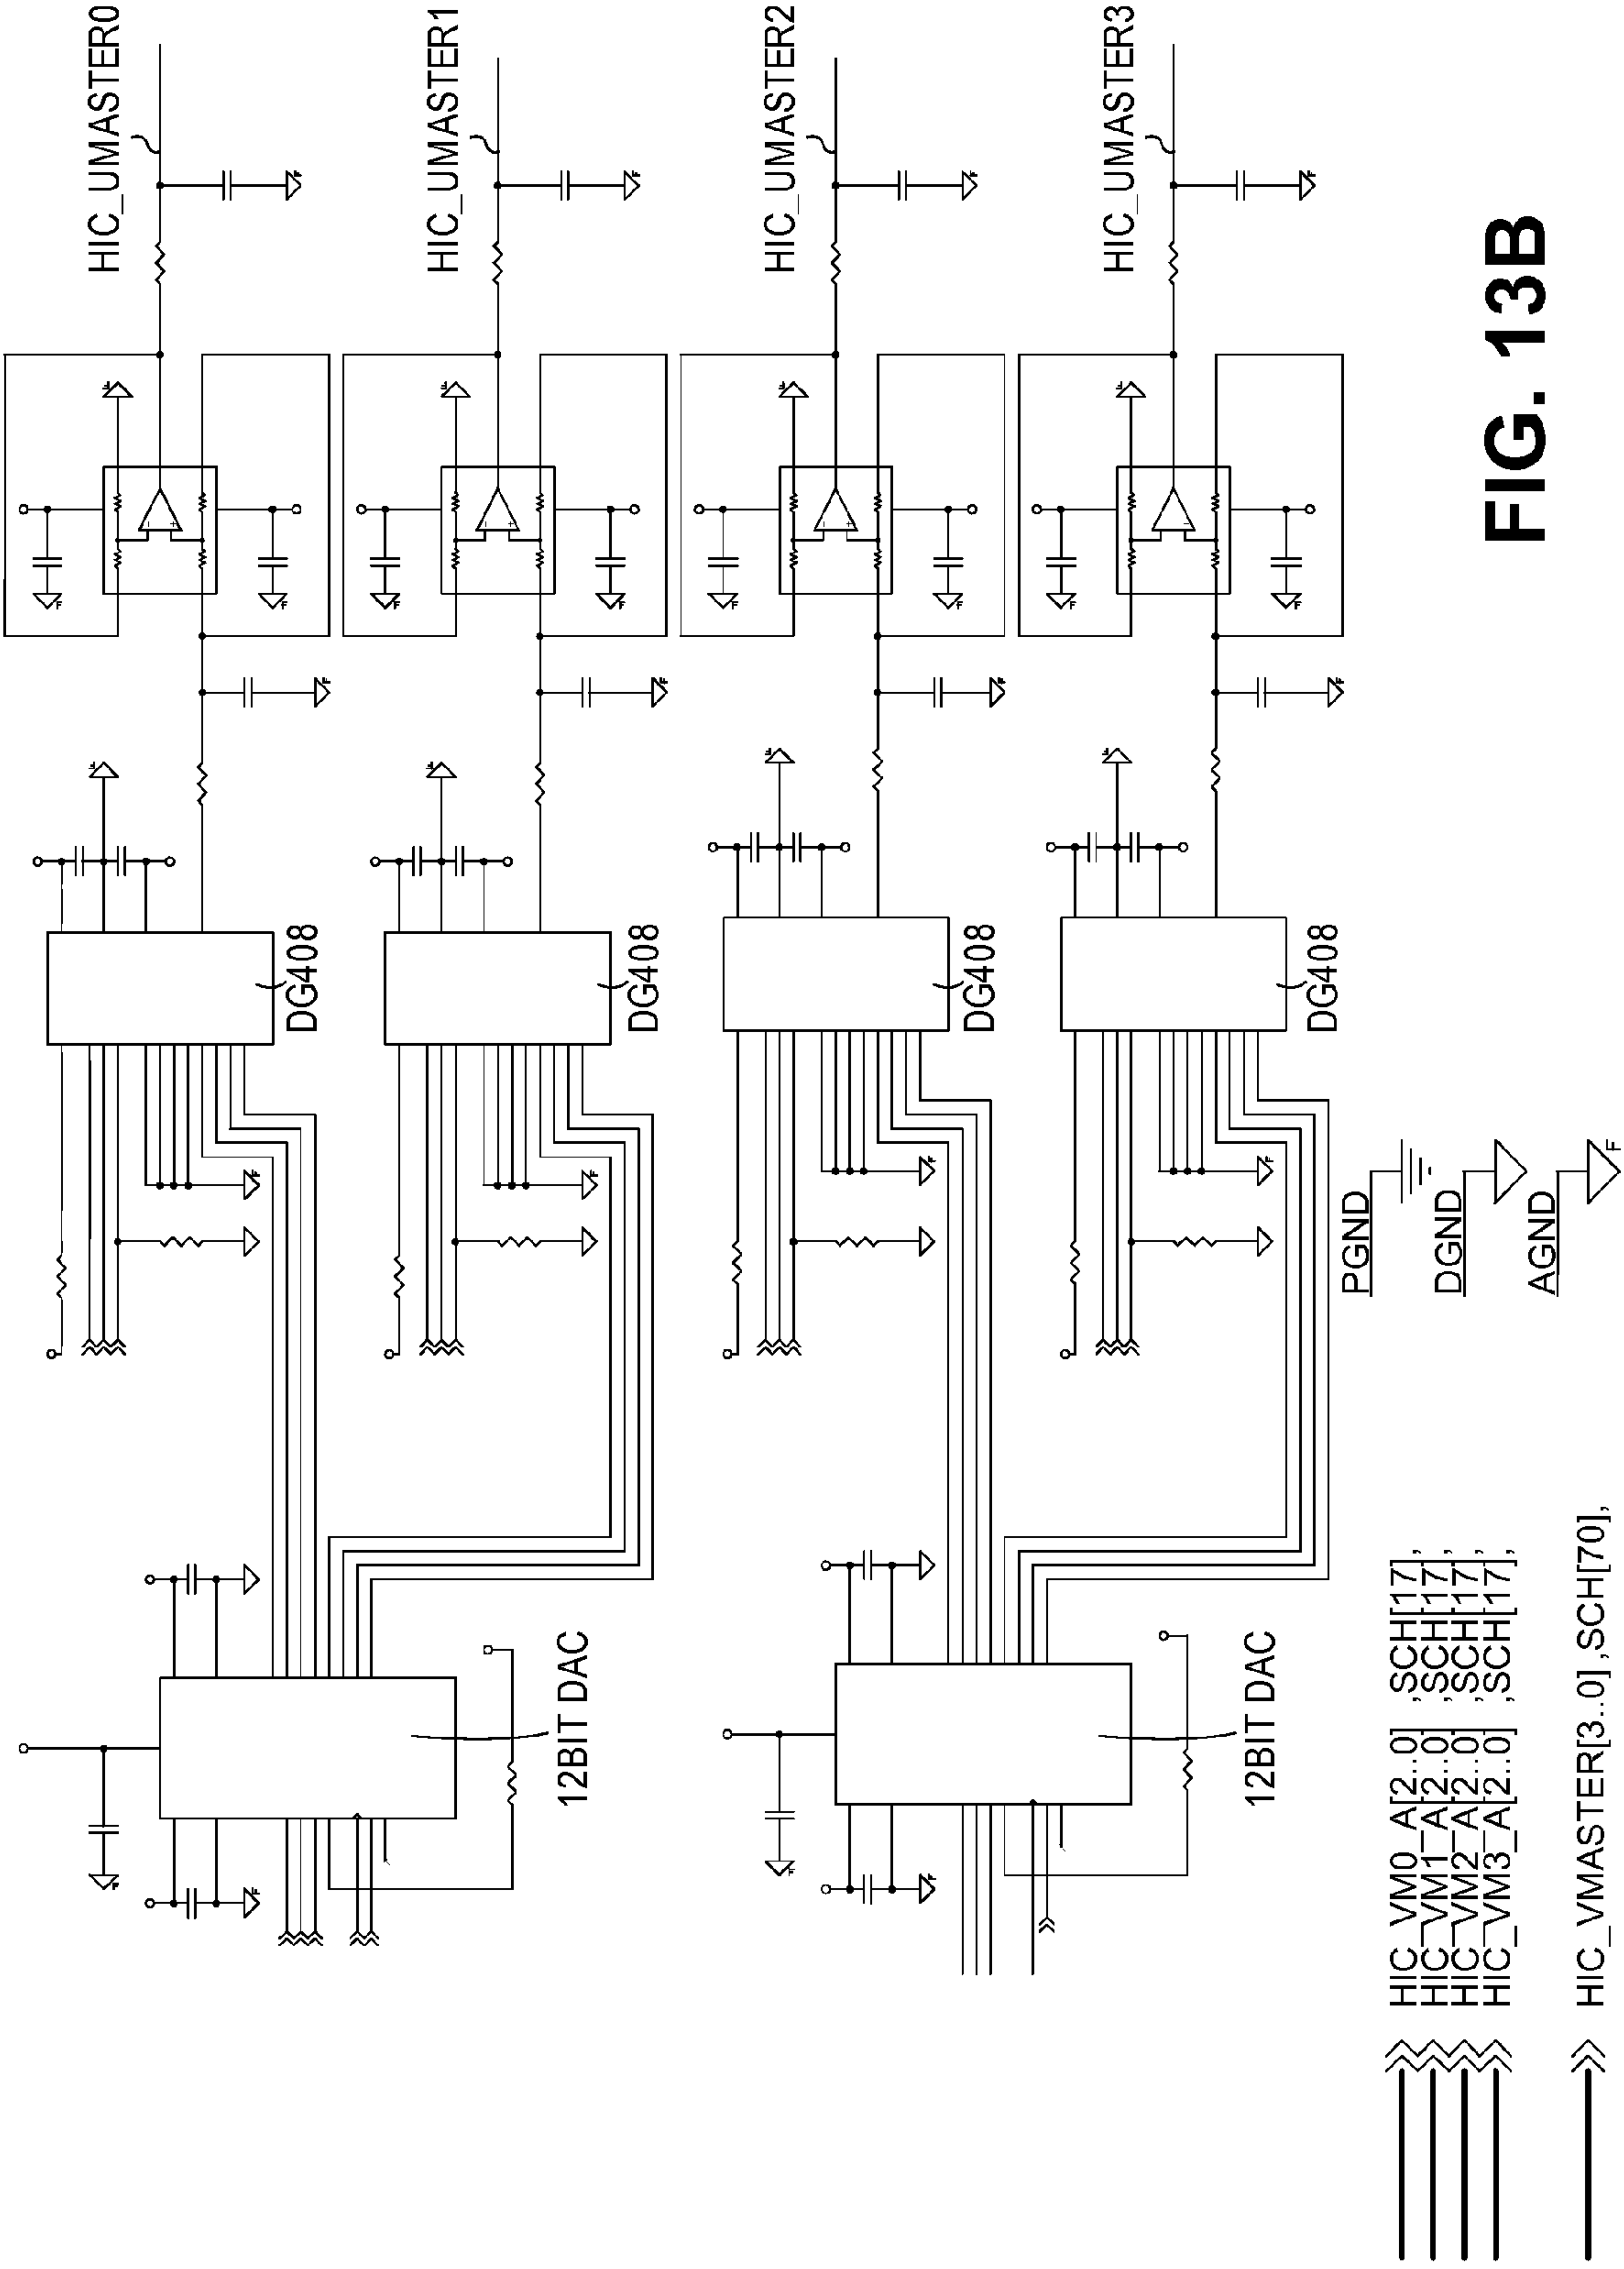 HIC_UMASTER0
HIC_UMASTER1
HIC_UMASTER2
HIC_UMASTER3
DG408
DG408
DG408
DG408
12BIT DAC
12BIT DAC
PGND
DGND
AGND
F
HIC_VM0_A[2..0] ,SCH[17],
HIC_VM1_A[2..0] ,SCH[17],
HIC_VM2_A[2..0] ,SCH[17],
HIC_VM3_A[2..0] ,SCH[17],
HIC_VMASTER[3..0] ,SCH[70],
FIG. 13B